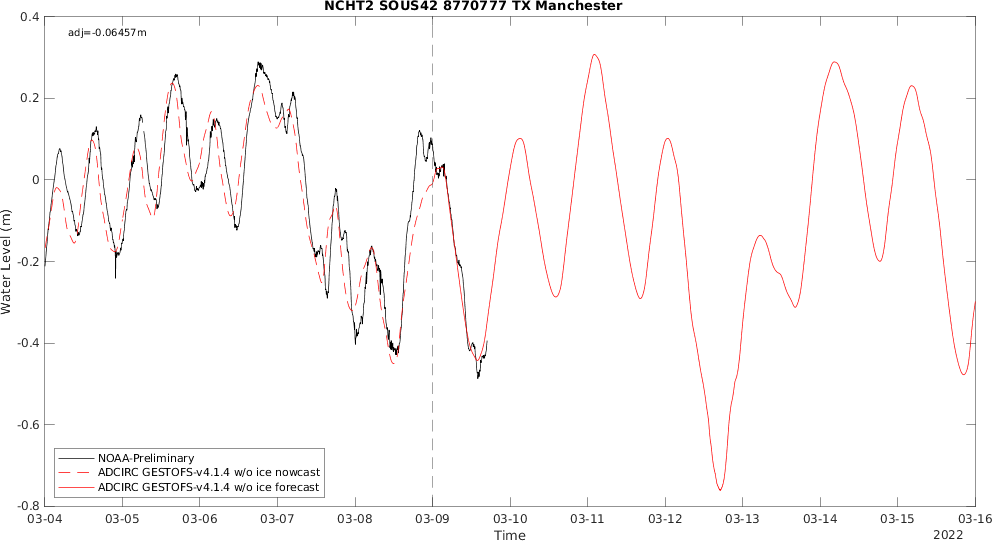 NCHT2 SOUS42 8770777 TX Manchester
adj=-0.06457m
0.4
0.2
0
-0.2
-0.4
-0.6
-0.8
Water Level (m)
NOAA-Preliminary
ADCIRC GESTOFS-v4.1.4 w/o ice nowcast
ADCIRC GESTOFS-v4.1.4 w/o ice forecast
03-04 03-05 03-06 03-07 03-08 03-09 03-10 03-11 03-12 03-13 03-14 03-15 03-16
Time
2022